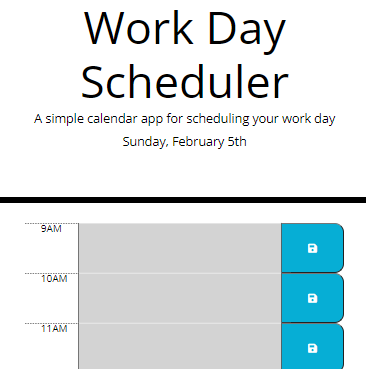 Work Day
Scheduler
A simple calendar app for scheduling your work day
Sunday, February 5th
9AM
10AM
11AM